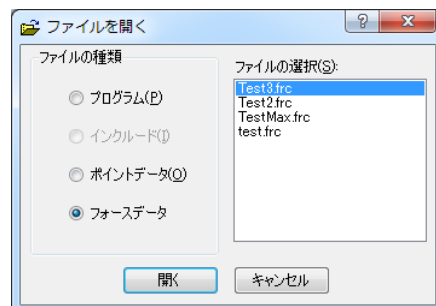 ファイルを開く
ファイルの種類
プログラム(P)
インクルード(I)
ポイントデータ(O)
フォースデータ
ファイルの選択(S):
Test3.frc
Test2.frc
TestMax.frc
test.frc
開く
キャンセル